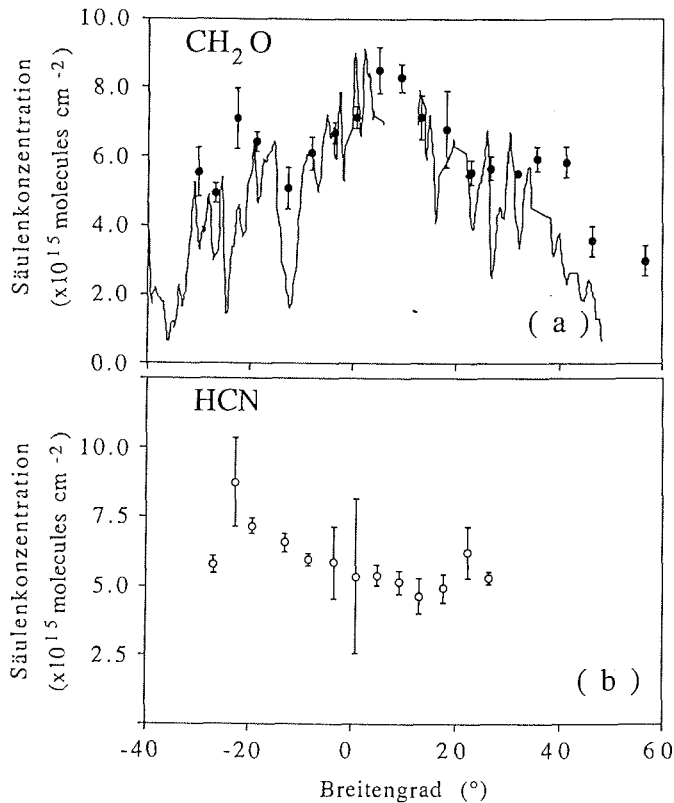 10.0
CH2O
8.0
6.0
4.0
2.0
0.0
Säulenkonzentration
(x10^15 molecules cm^-2)
( a )
HCN
10.0
7.5
5.0
2.5
Säulenkonzentration
(x10^15 molecules cm^-2)
( b )
-40
-20
0
20
40
60
Breitengrad (°)